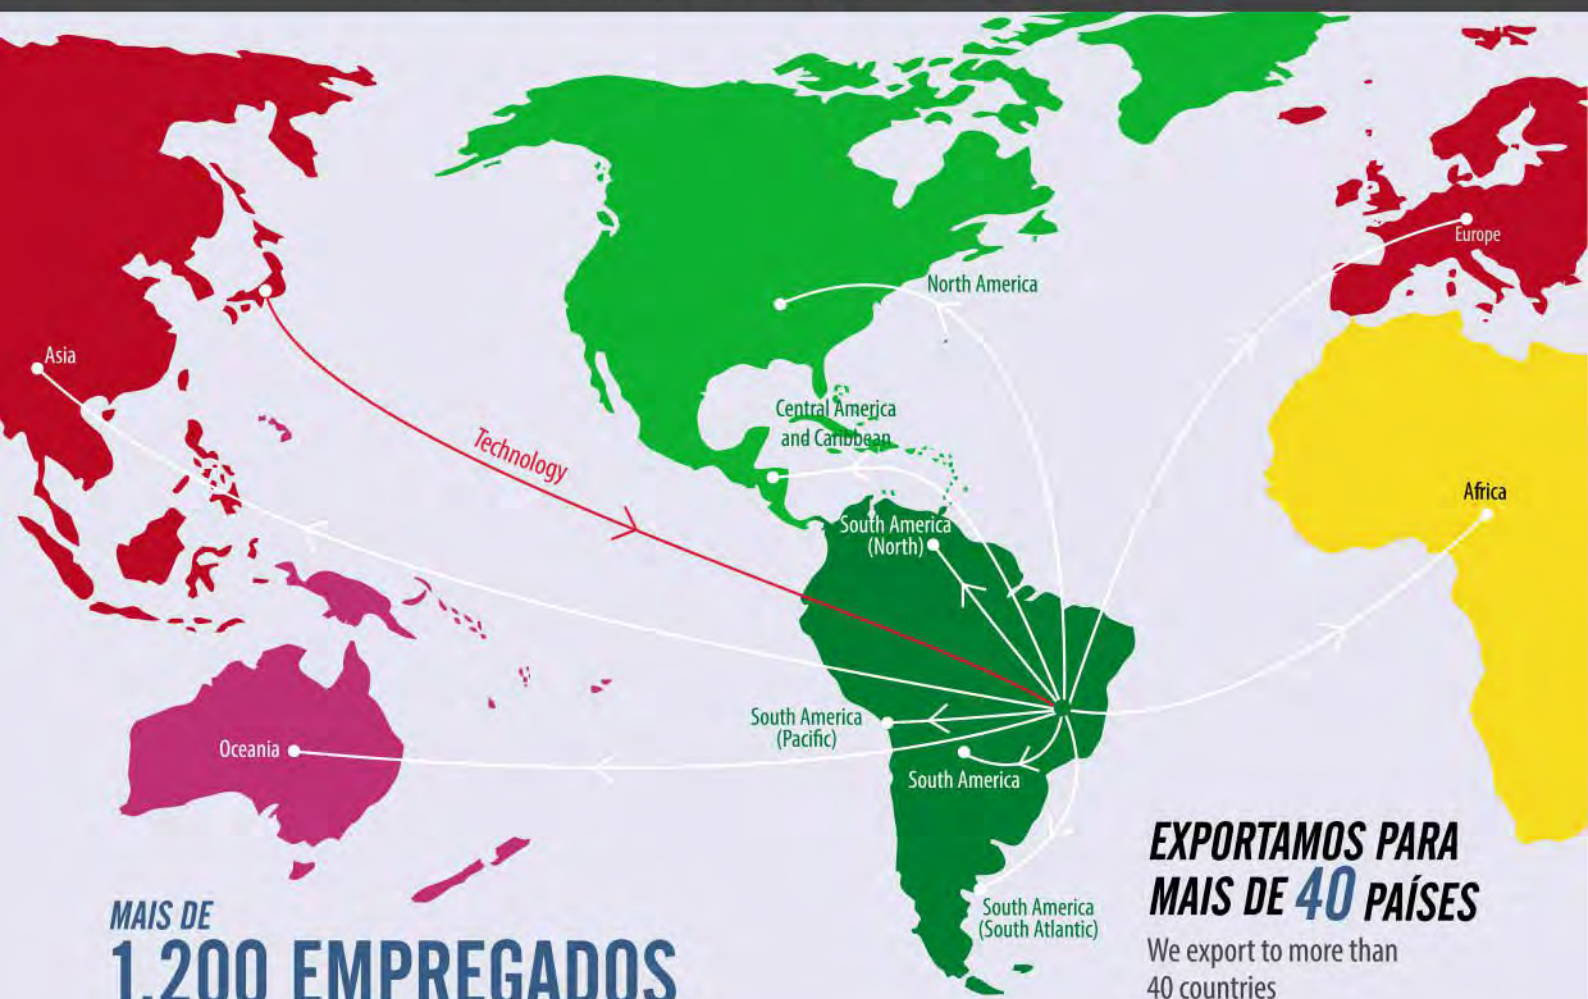 Europe
North America
Asia
Central America
and Caribbean
Technology
Africa
South America
(North)
South America
(Pacific)
Oceania
South America
EXPORTAMOS PARA
MAIS DE 40 PAÍSES
We export to more than
40 countries
South America
(South Atlantic)
MAIS DE
1.200 EMPREGADOS